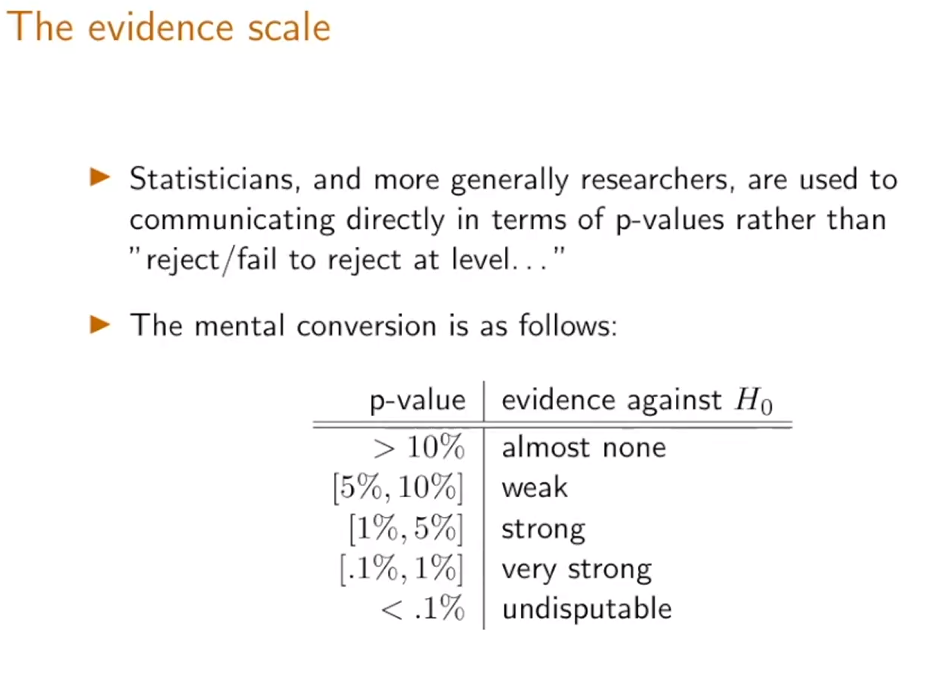 The evidence scale
▶ Statisticians, and more generally researchers, are used to
communicating directly in terms of p-values rather than
"reject/fail to reject at level..."
▶ The mental conversion is as follows:
p-value | evidence against H₀
> 10% | almost none
[5%, 10%] | weak
[1%, 5%] | strong
[.1%, 1%] | very strong
< .1% | undisputable